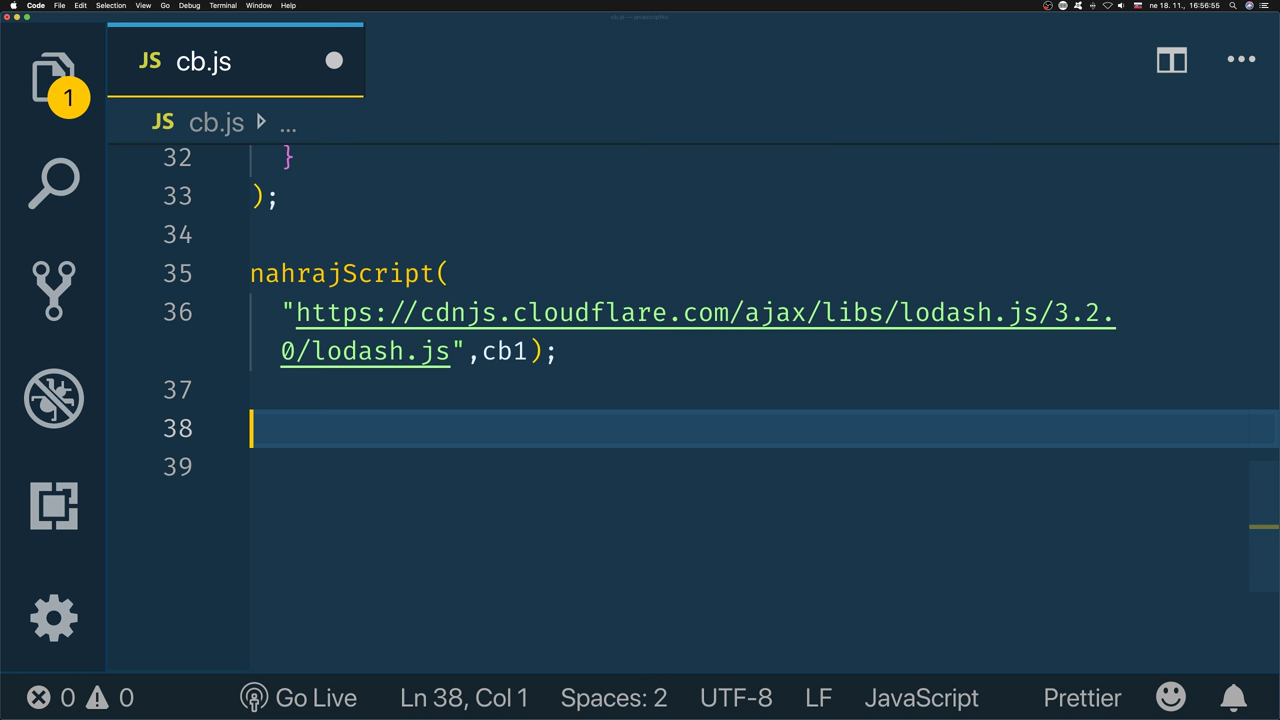 Code File Edit Selection View Go Debug Terminal Window Help
ne 18. 11., 16:56:55
JS cb.js
1
JS cb.js ...
32 }
33 );
34
35 nahrajScript(
36 "https://cdnjs.cloudflare.com/ajax/libs/lodash.js/3.2.
0/lodash.js",cb1);
37
38
39
0 0 Go Live Ln 38, Col 1 Spaces: 2 UTF-8 LF JavaScript Prettier